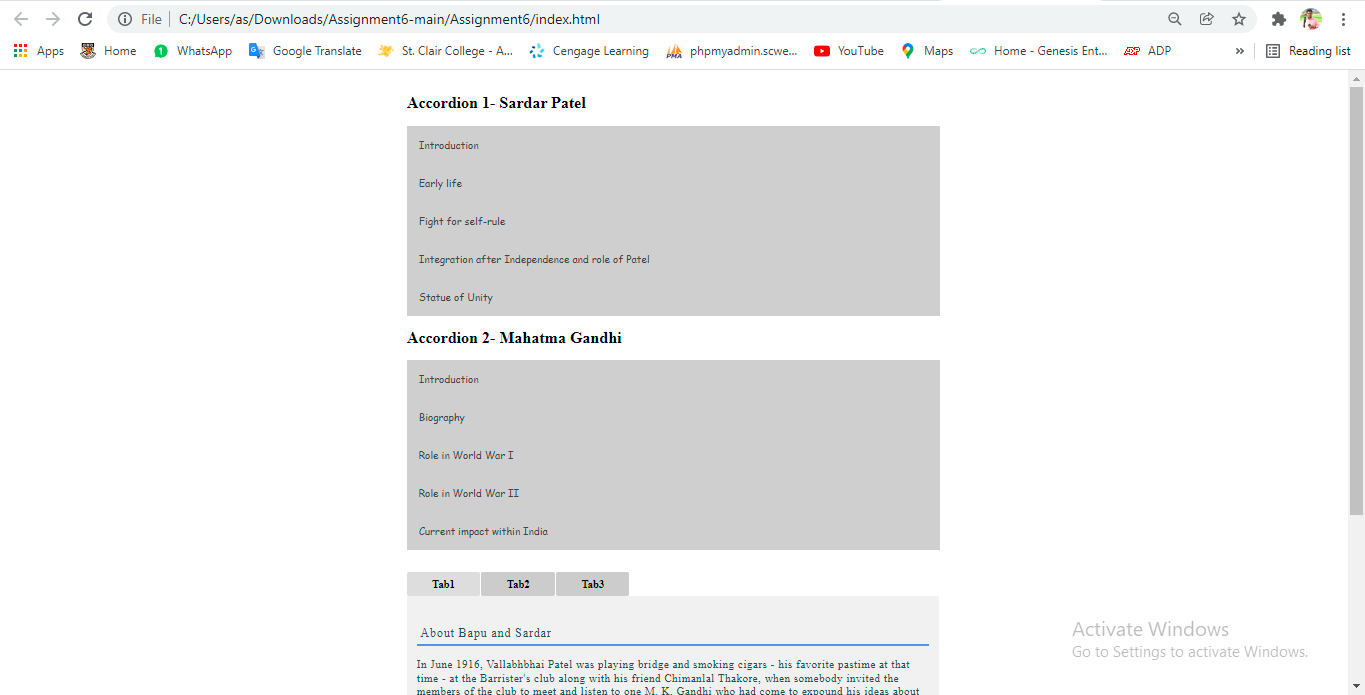 File | C:/Users/as/Downloads/Assignment6-main/Assignment6/index.html
Apps Home WhatsApp Google Translate St. Clair College - A... Cengage Learning phpmyadmin.scwe... YouTube Maps Home - Genesis Ent... ADP » Reading list
Accordion 1- Sardar Patel
Introduction
Early life
Fight for self-rule
Integration after Independence and role of Patel
Statue of Unity
Accordion 2- Mahatma Gandhi
Introduction
Biography
Role in World War I
Role in World War II
Current impact within India
Tab1 Tab2 Tab3
About Bapu and Sardar
In June 1916, Vallabhbhai Patel was playing bridge and smoking cigars - his favorite pastime at that
time - at the Barrister's club along with his friend Chimanlal Thakore, when somebody invited the
members of the club to meet and listen to one M. K. Gandhi who had come to expound his ideas about
Activate Windows
Go to Settings to activate Windows.